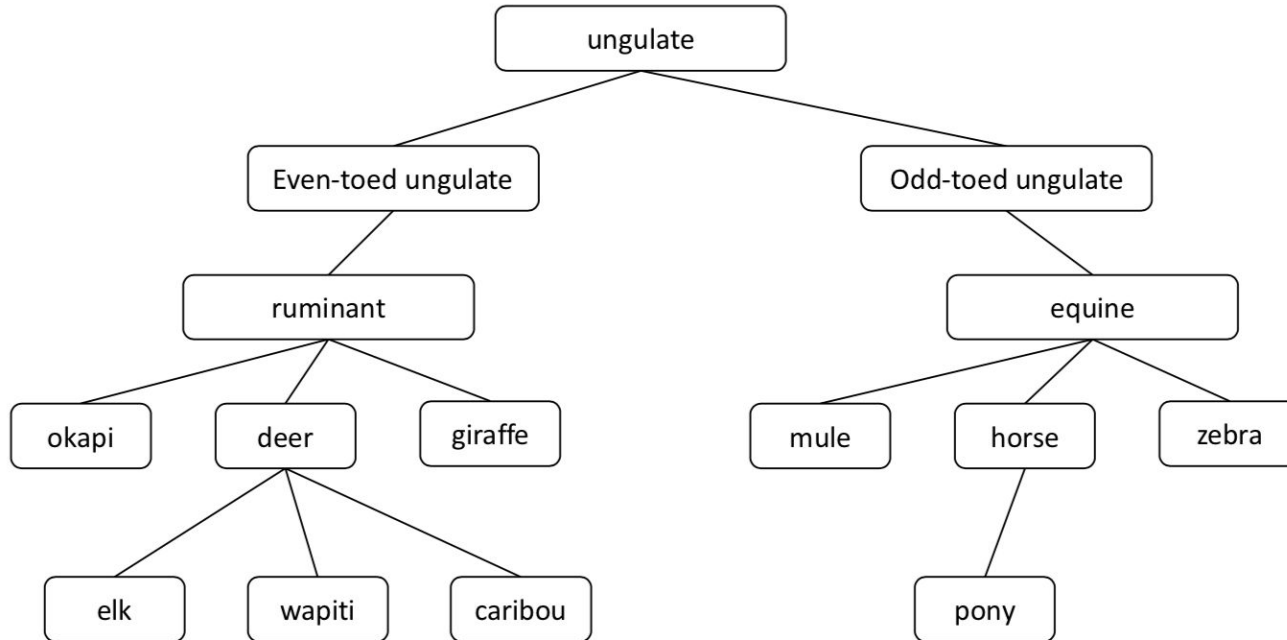 ungulate
Even-toed ungulate
Odd-toed ungulate
ruminant
equine
okapi
deer
giraffe
mule
horse
zebra
elk
wapiti
caribou
pony